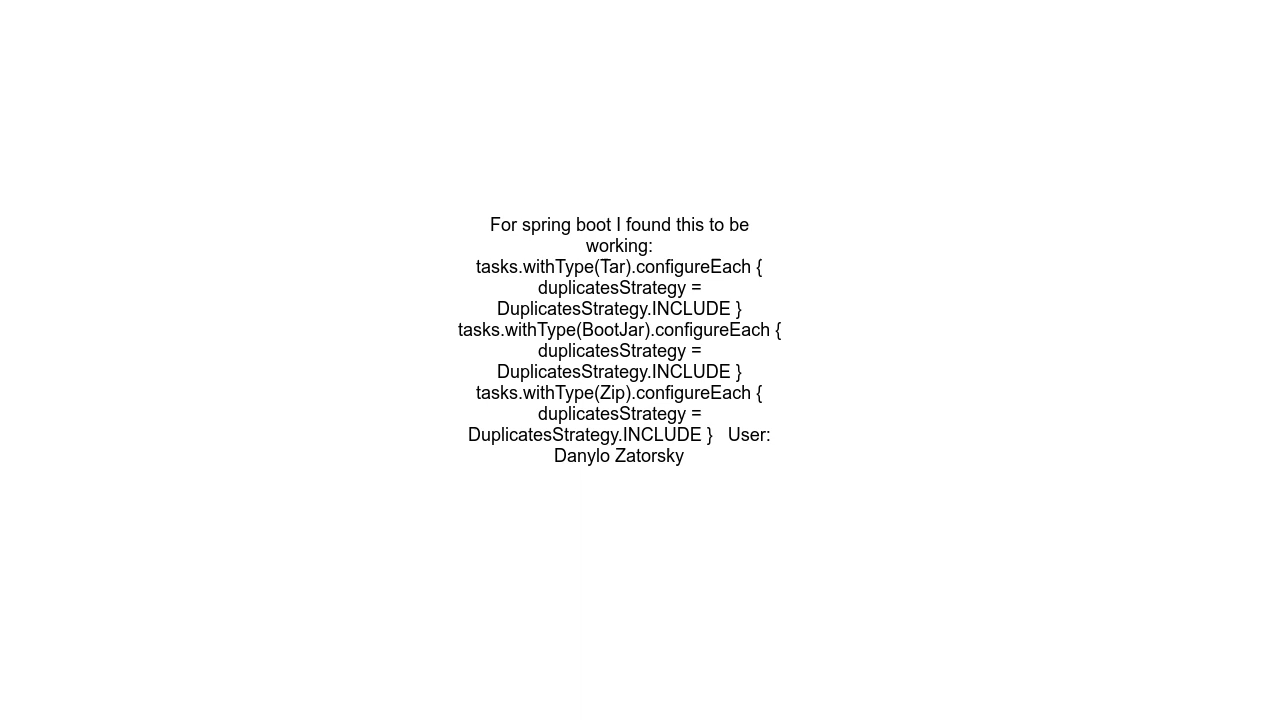 For spring boot I found this to be
working:
tasks.withType(Tar).configureEach {
duplicatesStrategy =
DuplicatesStrategy.INCLUDE }
tasks.withType(BootJar).configureEach {
duplicatesStrategy =
DuplicatesStrategy.INCLUDE }
tasks.withType(Zip).configureEach {
duplicatesStrategy =
DuplicatesStrategy.INCLUDE }   User:
Danylo Zatorsky